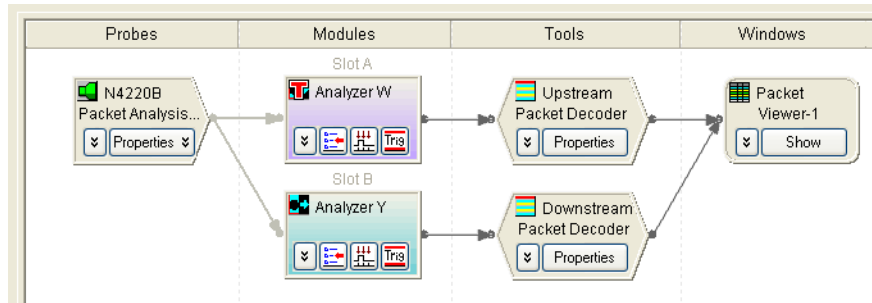 Probes
Modules
Tools
Windows
Slot A
N4220B
Packet Analysis...
Properties
Analyzer W
Trig
Upstream
Packet Decoder
Properties
Packet
Viewer-1
Show
Slot B
Analyzer Y
Trig
Downstream
Packet Decoder
Properties